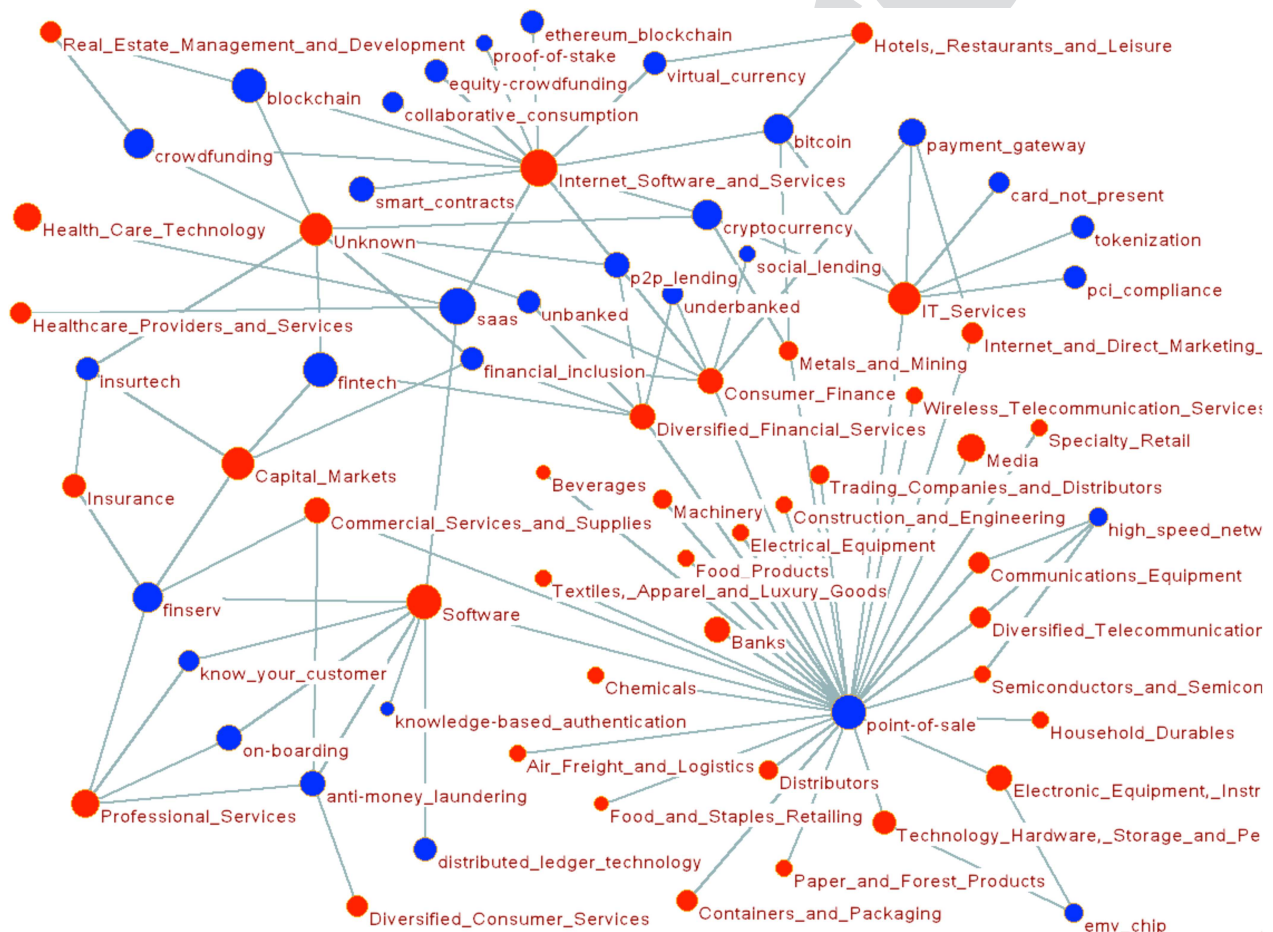 ethereum_blockchain
Real_Estate_Management_and_Development
Hotels,_Restaurants_and_Leisure
proof-of-stake
virtual_currency
equity-crowdfunding
blockchain
collaborative_consumption
bitcoin
payment_gateway
crowdfunding
Internet_Software_and_Services
card_not_present
smart_contracts
cryptocurrency
Health_Care_Technology
Unknown
tokenization
social_lending
p2p_lending
pci_compliance
underbanked
IT_Services
unbanked
saas
Healthcare_Providers_and_Services
Internet_and_Direct_Marketing_
Metals_and_Mining
financial_inclusion
insurtech
fintech
Consumer_Finance
Wireless_Telecommunication_Services
Diversified_Financial_Services
Specialty_Retail
Media
Capital_Markets
Beverages
Trading_Companies_and_Distributors
Insurance
Machinery
Construction_and_Engineering
Commercial_Services_and_Supplies
high_speed_netw
Electrical_Equipment
Food_Products
Communications_Equipment
Textiles,_Apparel_and_Luxury_Goods
finserv
Software
Diversified_Telecommunication
Banks
know_your_customer
Chemicals
Semiconductors_and_Semicon
knowledge-based_authentication
point-of-sale
Household_Durables
on-boarding
Air_Freight_and_Logistics
Distributors
Electronic_Equipment,_Instr
anti-money_laundering
Professional_Services
Food_and_Staples_Retailing
Technology_Hardware,_Storage_and_Pe
distributed_ledger_technology
Paper_and_Forest_Products
Containers_and_Packaging
Diversified_Consumer_Services
emv_chip